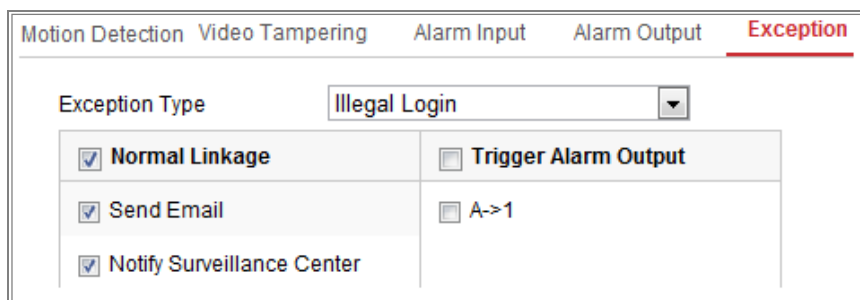 Motion Detection Video Tampering Alarm Input Alarm Output Exception
Exception Type Illegal Login
Normal Linkage Trigger Alarm Output
Send Email A->1
Notify Surveillance Center